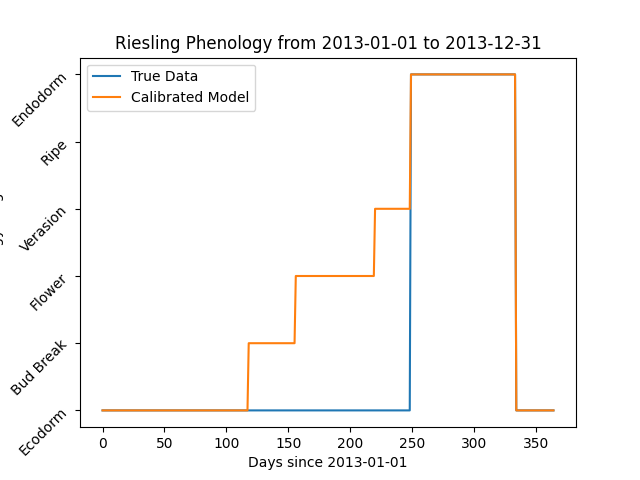 Riesling Phenology from 2013-01-01 to 2013-12-31
True Data
Calibrated Model
Endodorm
Ripe
Verasion
Flower
Bud Break
Ecodorm
0 50 100 150 200 250 300 350
Days since 2013-01-01